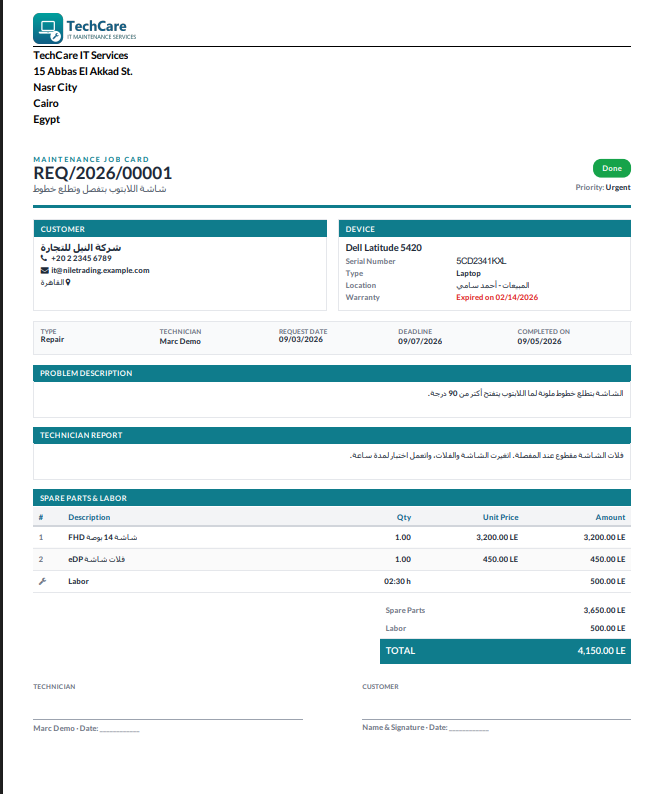 TechCare
IT MAINTENANCE SERVICES
TechCare IT Services
15 Abbas El Akkad St.
Nasr City
Cairo
Egypt
MAINTENANCE JOB CARD
REQ/2026/00001
Done
شاشة اللابتوب بتفصل وتطلع خطوط
Priority: Urgent
CUSTOMER
شركة النيل للتجارة
+20 2 2345 6789
it@niletrading.example.com
القاهرة
DEVICE
Dell Latitude 5420
Serial Number 5CD2341KXL
Type Laptop
Location المبيعات - أحمد سامي
Warranty Expired on 02/14/2026
TYPE TECHNICIAN REQUEST DATE DEADLINE COMPLETED ON
Repair Marc Demo 09/03/2026 09/07/2026 09/05/2026
PROBLEM DESCRIPTION
الشاشة بتطلع خطوط ملونة لما اللابتوب يتفتح أكتر من 90 درجة.
TECHNICIAN REPORT
فلات الشاشة مقطوع عند المفصلة. اتغيرت الشاشة والفلات، واتعمل اختبار لمدة ساعة.
SPARE PARTS & LABOR
# Description Qty Unit Price Amount
1 شاشة 14 بوصة FHD 1.00 3,200.00 LE 3,200.00 LE
2 فلات شاشة eDP 1.00 450.00 LE 450.00 LE
Labor 02:30 h 500.00 LE
Spare Parts 3,650.00 LE
Labor 500.00 LE
TOTAL 4,150.00 LE
TECHNICIAN CUSTOMER
Marc Demo · Date: ___________ Name & Signature · Date: ___________